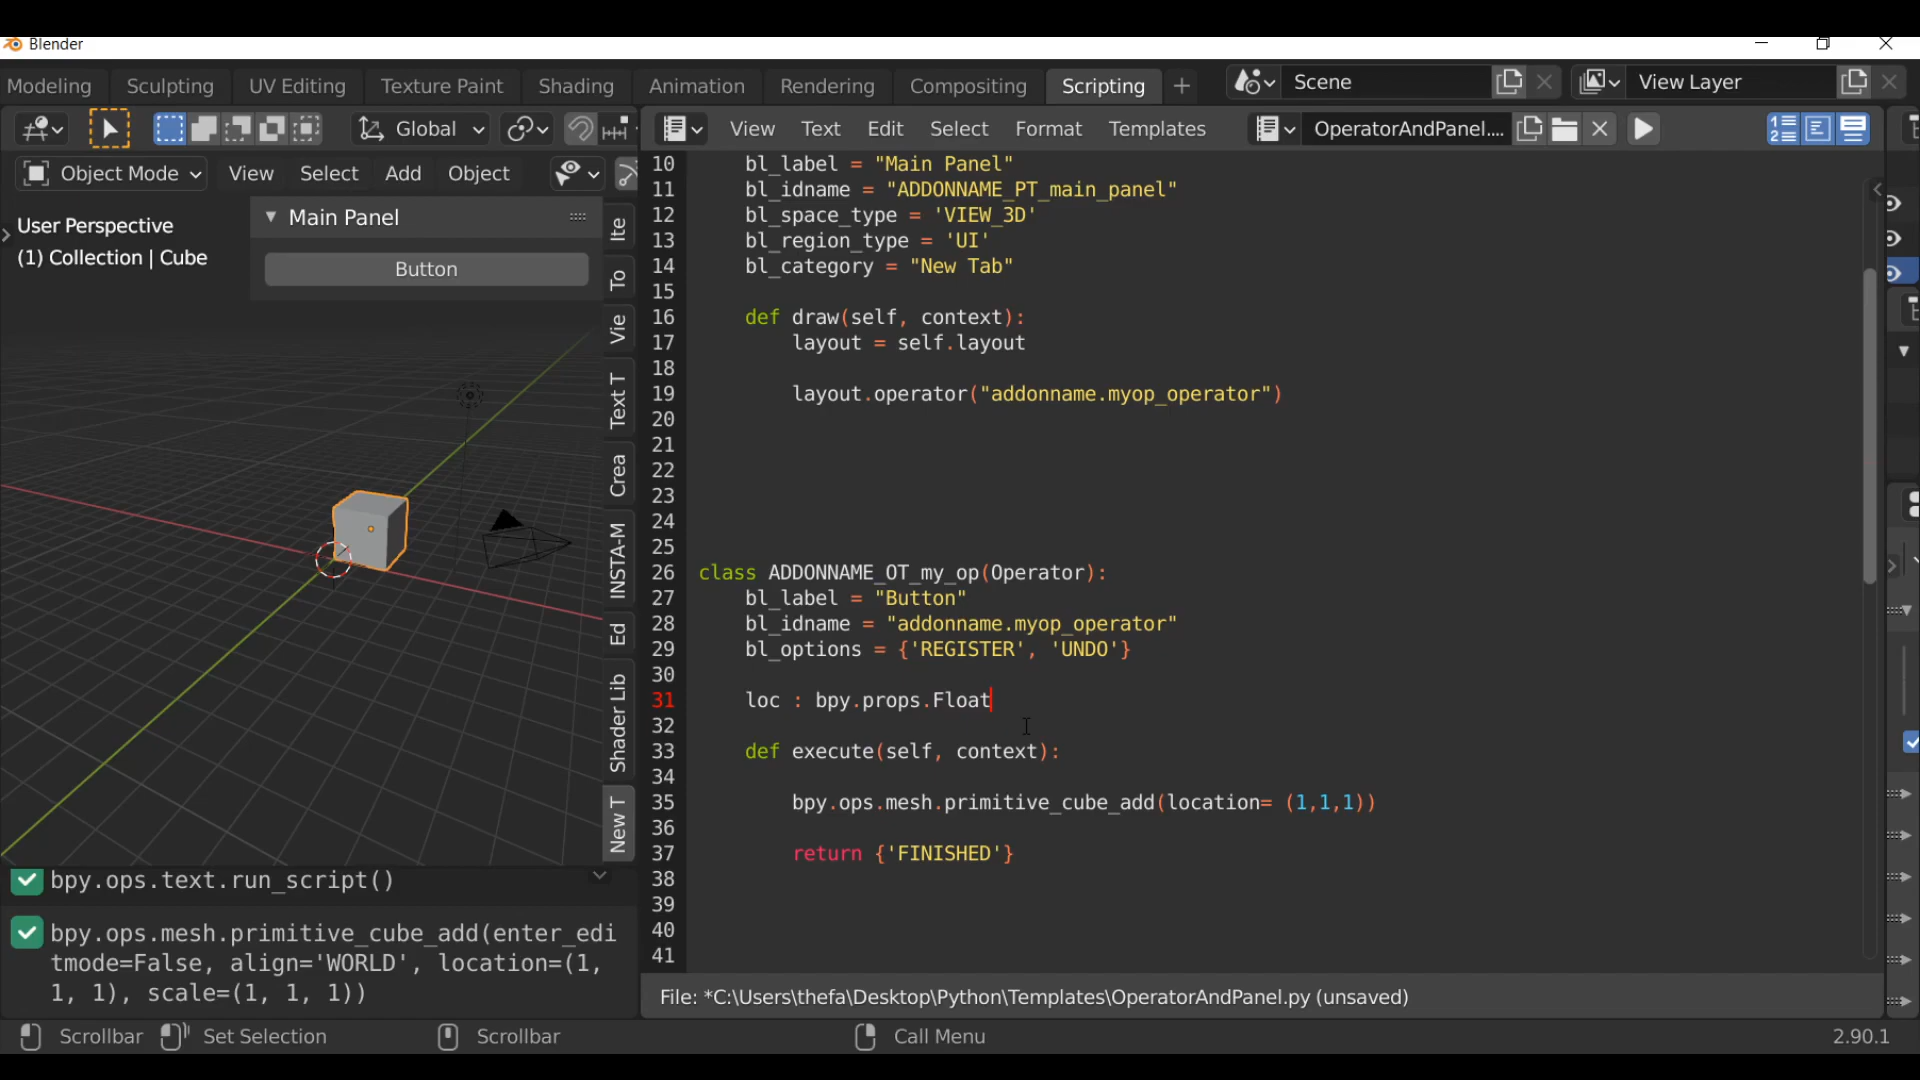 Blender
Modeling Sculpting UV Editing Texture Paint Shading Animation Rendering Compositing Scripting + Scene View Layer
Global View Text Edit Select Format Templates OperatorAndPanel....
Object Mode View Select Add Object
User Perspective
(1) Collection | Cube
Main Panel
Button
Ite
To
Vie
Text T
Crea
INSTA-M
Ed
Shader Lib
New T
10 bl_label = "Main Panel"
11 bl_idname = "ADDONNAME_PT_main_panel"
12 bl_space_type = 'VIEW_3D'
13 bl_region_type = 'UI'
14 bl_category = "New Tab"
15
16 def draw(self, context):
17 layout = self.layout
18
19 layout.operator("addonname.myop_operator")
20
21
22
23
24
25
26 class ADDONNAME_OT_my_op(Operator):
27 bl_label = "Button"
28 bl_idname = "addonname.myop_operator"
29 bl_options = {'REGISTER', 'UNDO'}
30
31 loc : bpy.props.Float
32
33 def execute(self, context):
34
35 bpy.ops.mesh.primitive_cube_add(location= (1,1,1))
36
37 return {'FINISHED'}
38
39
40
41
bpy.ops.text.run_script()
bpy.ops.mesh.primitive_cube_add(enter_edi
tmode=False, align='WORLD', location=(1,
1, 1), scale=(1, 1, 1))
File: *C:\Users\thefa\Desktop\Python\Templates\OperatorAndPanel.py (unsaved)
Scrollbar Set Selection Scrollbar Call Menu 2.90.1